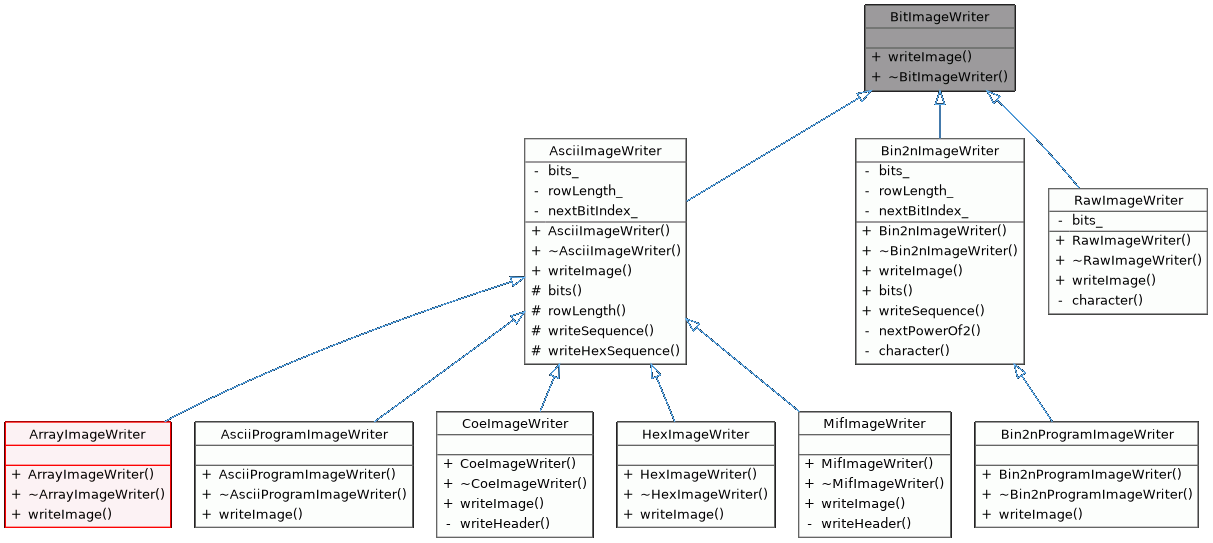 BitImageWriter
+ writeImage()
+ ~BitImageWriter()
AsciiImageWriter
- bits_
- rowLength_
- nextBitIndex_
+ AsciiImageWriter()
+ ~AsciiImageWriter()
+ writeImage()
# bits()
# rowLength()
# writeSequence()
# writeHexSequence()
Bin2nImageWriter
- bits_
- rowLength_
- nextBitIndex_
+ Bin2nImageWriter()
+ ~Bin2nImageWriter()
+ writeImage()
+ bits()
+ writeSequence()
- nextPowerOf2()
- character()
RawImageWriter
- bits_
+ RawImageWriter()
+ ~RawImageWriter()
+ writeImage()
- character()
ArrayImageWriter
+ ArrayImageWriter()
+ ~ArrayImageWriter()
+ writeImage()
AsciiProgramImageWriter
+ AsciiProgramImageWriter()
+ ~AsciiProgramImageWriter()
+ writeImage()
CoeImageWriter
+ CoeImageWriter()
+ ~CoeImageWriter()
+ writeImage()
- writeHeader()
HexImageWriter
+ HexImageWriter()
+ ~HexImageWriter()
+ writeImage()
MifImageWriter
+ MifImageWriter()
+ ~MifImageWriter()
+ writeImage()
- writeHeader()
Bin2nProgramImageWriter
+ Bin2nProgramImageWriter()
+ ~Bin2nProgramImageWriter()
+ writeImage()